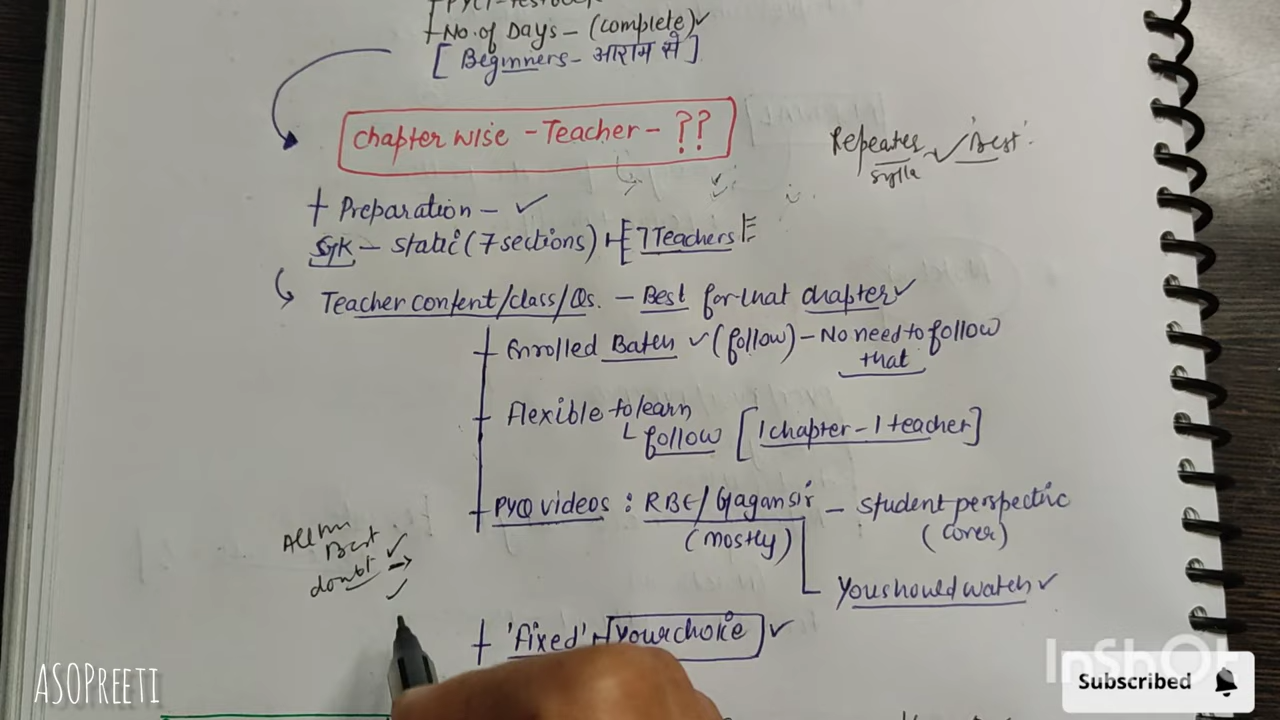 No. of Days - (complete) ✓
[ Beginners - आराम से ]
Chapter wise - Teacher - ??
Repeater ✓ 'Best'
+ Preparation - ✓
static (7 sections) [7 Teachers]
Teacher content/class/Qs. - Best for that chapter ✓
+ Enrolled Batch ✓ (follow) - No need to follow
that
+ Flexible to learn
follow [1 chapter - 1 teacher]
+ PYQ videos : RBE/Gagan sir - student perspective
(mostly) (cover)
Best ✓
doubt →
You should watch ✓
+ 'Fixed' - your choice ✓
ASOPREETI
InShOt
Subscribed